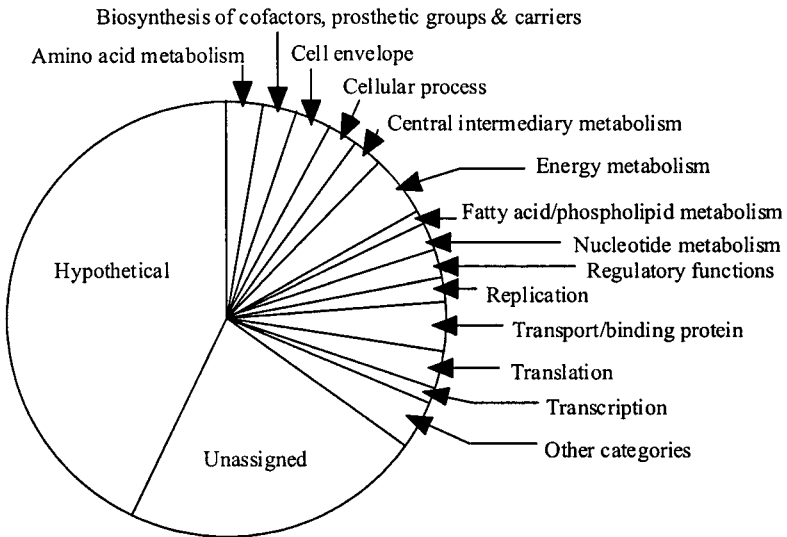 Biosynthesis of cofactors, prosthetic groups & carriers
Amino acid metabolism
Cell envelope
Cellular process
Central intermediary metabolism
Energy metabolism
Fatty acid/phospholipid metabolism
Nucleotide metabolism
Regulatory functions
Replication
Transport/binding protein
Translation
Transcription
Other categories
Hypothetical
Unassigned